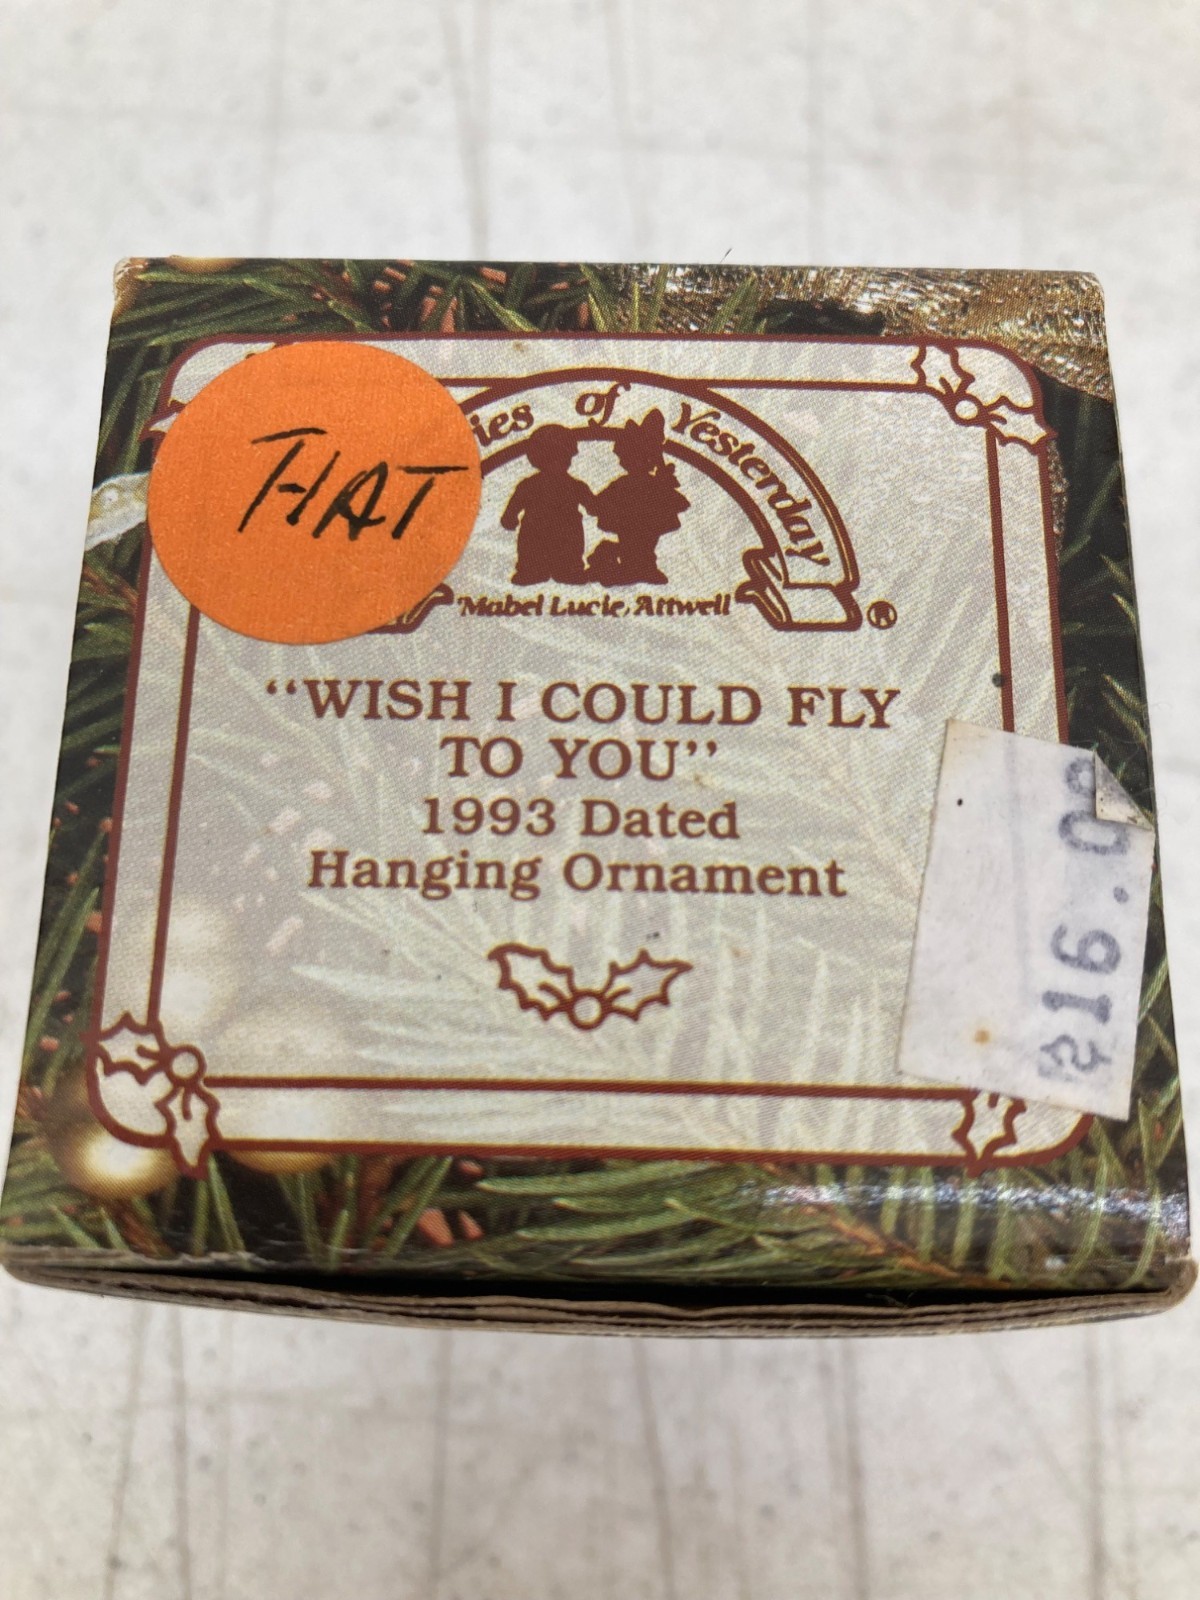 HAT
ies of Yesterday
Mabel Lucie Attwell ®
“WISH I COULD FLY
TO YOU”
1993 Dated
Hanging Ornament
$16.00